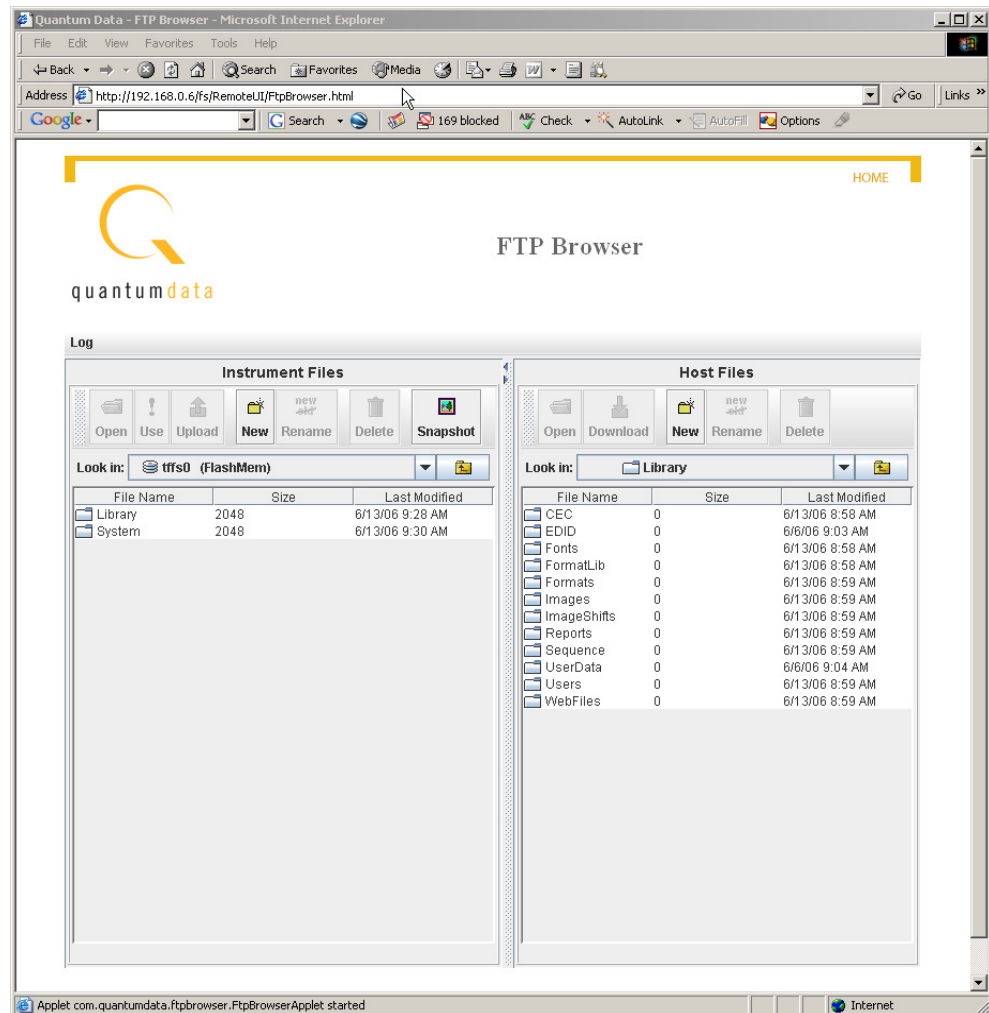 Quantum Data - FTP Browser - Microsoft Internet Explorer
File Edit View Favorites Tools Help
Back Search Favorites Media
Address http://192.168.0.6/fs/RemoteUI/FtpBrowser.html Go Links »
Google Search 169 blocked ABC Check AutoLink AutoFill Options
HOME
FTP Browser
quantumdata
Log
Instrument Files
Open Use Upload New new old Rename Delete Snapshot
Look in: tffs0 (FlashMem)
File Name Size Last Modified
Library 2048 6/13/06 9:28 AM
System 2048 6/13/06 9:30 AM
Host Files
Open Download New new old Rename Delete
Look in: Library
File Name Size Last Modified
CEC 0 6/13/06 8:58 AM
EDID 0 6/6/06 9:03 AM
Fonts 0 6/13/06 8:58 AM
FormatLib 0 6/13/06 8:58 AM
Formats 0 6/13/06 8:59 AM
Images 0 6/13/06 8:59 AM
ImageShifts 0 6/13/06 8:59 AM
Reports 0 6/13/06 8:59 AM
Sequence 0 6/13/06 8:59 AM
UserData 0 6/6/06 9:04 AM
Users 0 6/13/06 8:59 AM
WebFiles 0 6/13/06 8:59 AM
Applet com.quantumdata.ftpbrowser.FtpBrowserApplet started Internet